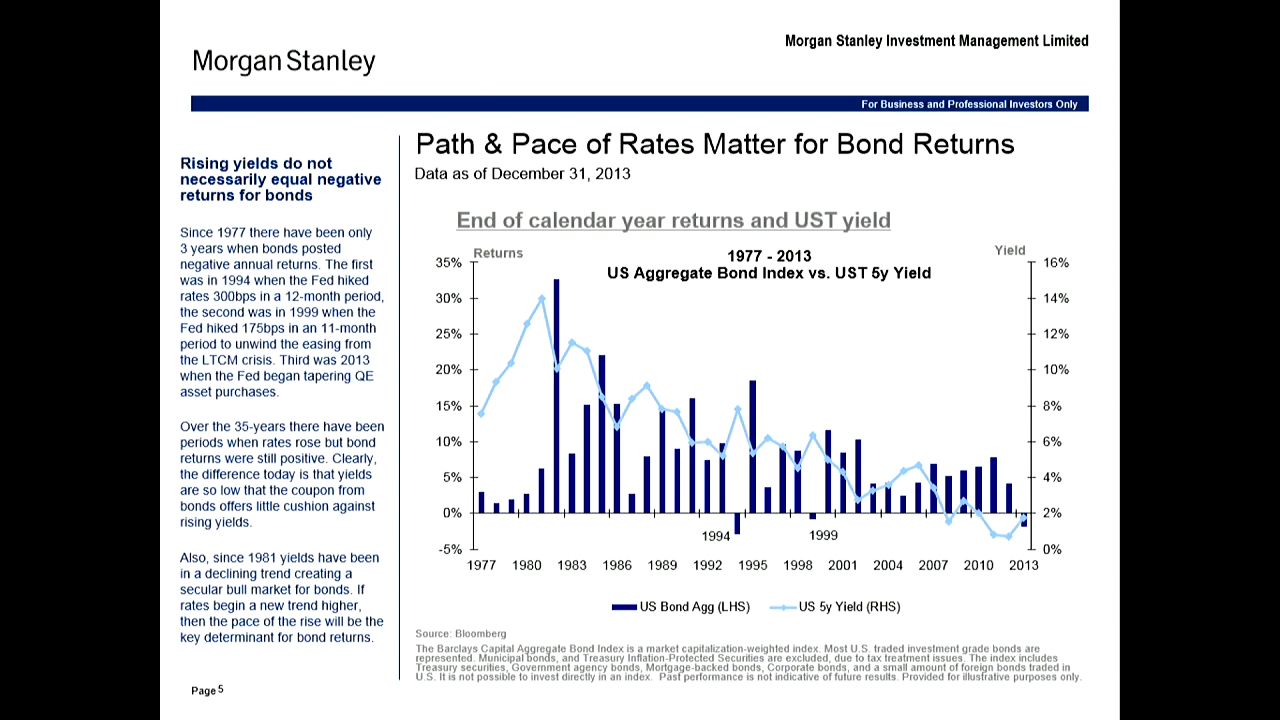 Morgan Stanley Investment Management Limited
Morgan Stanley
For Business and Professional Investors Only
Rising yields do not
necessarily equal negative
returns for bonds
Since 1977 there have been only
3 years when bonds posted
negative annual returns. The first
was in 1994 when the Fed hiked
rates 300bps in a 12-month period,
the second was in 1999 when the
Fed hiked 175bps in an 11-month
period to unwind the easing from
the LTCM crisis. Third was 2013
when the Fed began tapering QE
asset purchases.
Over the 35-years there have been
periods when rates rose but bond
returns were still positive. Clearly,
the difference today is that yields
are so low that the coupon from
bonds offers little cushion against
rising yields.
Also, since 1981 yields have been
in a declining trend creating a
secular bull market for bonds. If
rates begin a new trend higher,
then the pace of the rise will be the
key determinant for bond returns.
Path & Pace of Rates Matter for Bond Returns
Data as of December 31, 2013
End of calendar year returns and UST yield
Returns
Yield
1977 - 2013
US Aggregate Bond Index vs. UST 5y Yield
35% 16%
30% 14%
25% 12%
20% 10%
15% 8%
10% 6%
5% 4%
0% 2%
-5% 0%
1994 1999
1977 1980 1983 1986 1989 1992 1995 1998 2001 2004 2007 2010 2013
US Bond Agg (LHS) US 5y Yield (RHS)
Source: Bloomberg
The Barclays Capital Aggregate Bond Index is a market capitalization-weighted index. Most U.S. traded investment grade bonds are
represented. Municipal bonds, and Treasury Inflation-Protected Securities are excluded, due to tax treatment issues. The index includes
Treasury securities, Government agency bonds, Mortgage-backed bonds, Corporate bonds, and a small amount of foreign bonds traded in
U.S. It is not possible to invest directly in an index. Past performance is not indicative of future results. Provided for illustrative purposes only.
Page 5